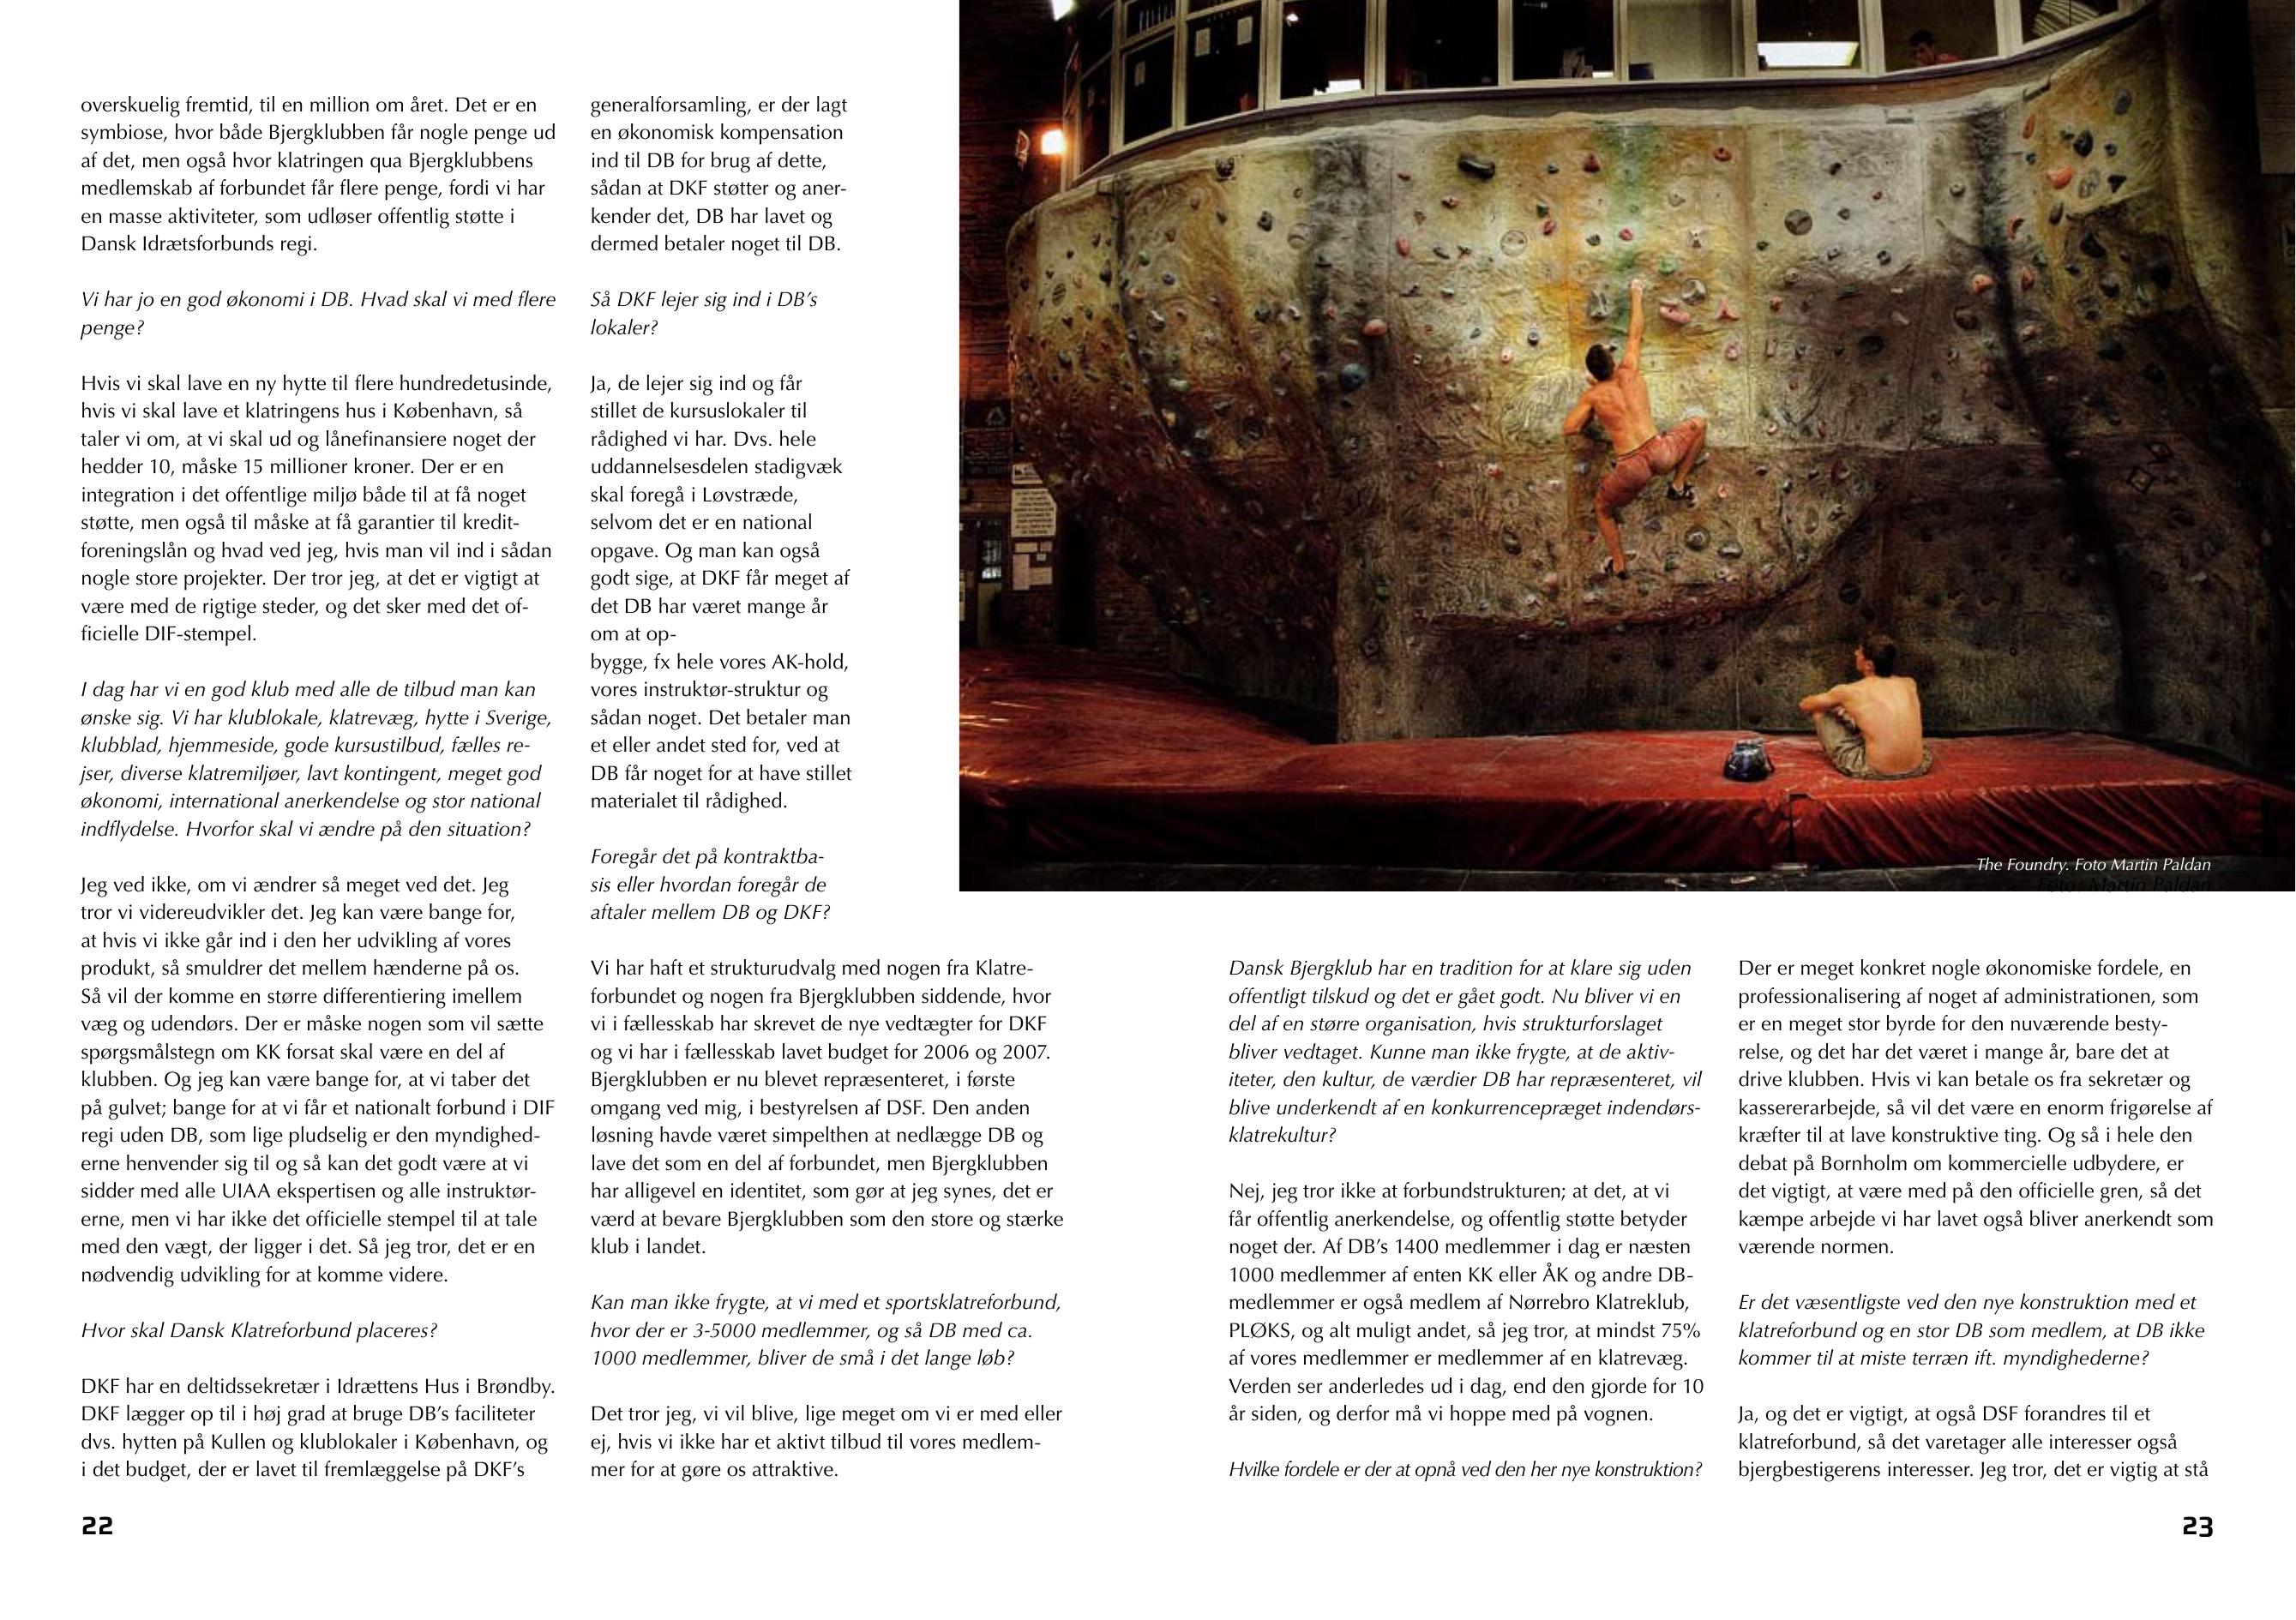 overskuelig fremtid, til en million om året. Det er en
symbiose, hvor både Bjergklubben får nogle penge ud
af det, men også hvor klatringen qua Bjergklubbens
medlemskab af forbundet får flere penge, fordi vi har
en masse aktiviteter, som udløser offentlig støtte i
Dansk Idrætsforbunds regi.
Vi har jo en god økonomi i DB. Hvad skal vi med flere
penge?
Hvis vi skal lave en ny hytte til flere hundredetusinde,
hvis vi skal lave et klatringens hus i København, så
taler vi om, at vi skal ud og lånefinansiere noget der
hedder 10, måske 15 millioner kroner. Der er en
integration i det offentlige miljø både til at få noget
støtte, men også til måske at få garantier til kredit-
foreningslån og hvad ved jeg, hvis man vil ind i sådan
nogle store projekter. Der tror jeg, at det er vigtigt at
være med de rigtige steder, og det sker med det of-
ficielle DIF-stempel.
I dag har vi en god klub med alle de tilbud man kan
ønske sig. Vi har klublokale, klatrevæg, hytte i Sverige,
klubblad, hjemmeside, gode kursustilbud, fælles re-
jser, diverse klatremiljøer, lavt kontingent, meget god
økonomi, international anerkendelse og stor national
indflydelse. Hvorfor skal vi ændre på den situation?
Jeg ved ikke, om vi ændrer så meget ved det. Jeg
tror vi videreudvikler det. Jeg kan være bange for,
at hvis vi ikke går ind i den her udvikling af vores
produkt, så smuldrer det mellem hænderne på os.
Så vil der komme en større differentiering imellem
væg og udendørs. Der er måske nogen som vil sætte
spørgsmålstegn om KK forsat skal være en del af
klubben. Og jeg kan være bange for, at vi taber det
på gulvet; bange for at vi får et nationalt forbund i DIF
regi uden DB, som lige pludselig er den myndighed-
erne henvender sig til og så kan det godt være at vi
sidder med alle UIAA ekspertisen og alle instruktør-
erne, men vi har ikke det officielle stempel til at tale
med den vægt, der ligger i det. Så jeg tror, det er en
nødvendig udvikling for at komme videre.
Hvor skal Dansk Klatreforbund placeres?
DKF har en deltidssekretær i Idrættens Hus i Brøndby.
DKF lægger op til i høj grad at bruge DB's faciliteter
dvs. hytten på Kullen og klublokaler i København, og
i det budget, der er lavet til fremlæggelse på DKF's
generalforsamling, er der lagt
en økonomisk kompensation
ind til DB for brug af dette,
sådan at DKF støtter og aner-
kender det, DB har lavet og
dermed betaler noget til DB.
Så DKF lejer sig ind i DB's
lokaler?
Ja, de lejer sig ind og får
stillet de kursuslokaler til
rådighed vi har. Dvs. hele
uddannelsesdelen stadigvæk
skal foregå i Løvstræde,
selvom det er en national
opgave. Og man kan også
godt sige, at DKF får meget af
det DB har været mange år
om at op-
bygge, fx hele vores AK-hold,
vores instruktør-struktur og
sådan noget. Det betaler man
et eller andet sted for, ved at
DB får noget for at have stillet
materialet til rådighed.
Foregår det på kontraktba-
sis eller hvordan foregår de
aftaler mellem DB og DKF?
Vi har haft et strukturudvalg med nogen fra Klatre-
forbundet og nogen fra Bjergklubben siddende, hvor
vi i fællesskab har skrevet de nye vedtægter for DKF
og vi har i fællesskab lavet budget for 2006 og 2007.
Bjergklubben er nu blevet repræsenteret, i første
omgang ved mig, i bestyrelsen af DSF. Den anden
løsning havde været simpelthen at nedlægge DB og
lave det som en del af forbundet, men Bjergklubben
har alligevel en identitet, som gør at jeg synes, det er
værd at bevare Bjergklubben som den store og stærke
klub i landet.
Kan man ikke frygte, at vi med et sportsklatreforbund,
hvor der er 3-5000 medlemmer, og så DB med ca.
1000 medlemmer, bliver de små i det lange løb?
Det tror jeg, vi vil blive, lige meget om vi er med eller
ej, hvis vi ikke har et aktivt tilbud til vores medlem-
mer for at gøre os attraktive.
22
The Foundry. Foto Martin Paldan
Foto: Martin Paldan
Dansk Bjergklub har en tradition for at klare sig uden
offentligt tilskud og det er gået godt. Nu bliver vi en
del af en større organisation, hvis strukturforslaget
bliver vedtaget. Kunne man ikke frygte, at de aktiv-
iteter, den kultur, de værdier DB har repræsenteret, vil
blive underkendt af en konkurrencepræget indendørs-
klatrekultur?
Nej, jeg tror ikke at forbundstrukturen; at det, at vi
får offentlig anerkendelse, og offentlig støtte betyder
noget der. Af DB's 1400 medlemmer i dag er næsten
1000 medlemmer af enten KK eller ÅK og andre DB-
medlemmer er også medlem af Nørrebro Klatreklub,
PLØKS, og alt muligt andet, så jeg tror, at mindst 75%
af vores medlemmer er medlemmer af en klatrevæg.
Verden ser anderledes ud i dag, end den gjorde for 10
år siden, og derfor må vi hoppe med på vognen.
Hvilke fordele er der at opnå ved den her nye konstruktion?
Der er meget konkret nogle økonomiske fordele, en
professionalisering af noget af administrationen, som
er en meget stor byrde for den nuværende besty-
relse, og det har det været i mange år, bare det at
drive klubben. Hvis vi kan betale os fra sekretær og
kassererarbejde, så vil det være en enorm frigørelse af
kræfter til at lave konstruktive ting. Og så i hele den
debat på Bornholm om kommercielle udbydere, er
det vigtigt, at være med på den officielle gren, så det
kæmpe arbejde vi har lavet også bliver anerkendt som
værende normen.
Er det væsentligste ved den nye konstruktion med et
klatreforbund og en stor DB som medlem, at DB ikke
kommer til at miste terræn ift. myndighederne?
Ja, og det er vigtigt, at også DSF forandres til et
klatreforbund, så det varetager alle interesser også
bjergbestigerens interesser. Jeg tror, det er vigtig at stå
23